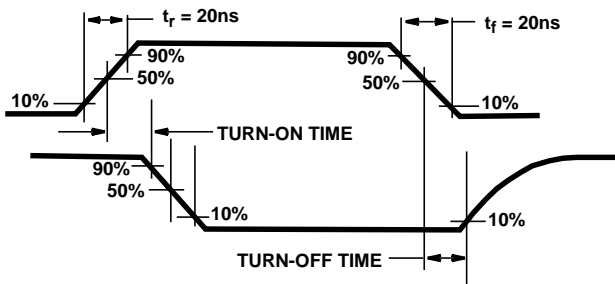 t_r = 20ns
t_f = 20ns
90%
90%
50%
50%
10%
10%
TURN-ON TIME
90%
50%
10%
10%
TURN-OFF TIME